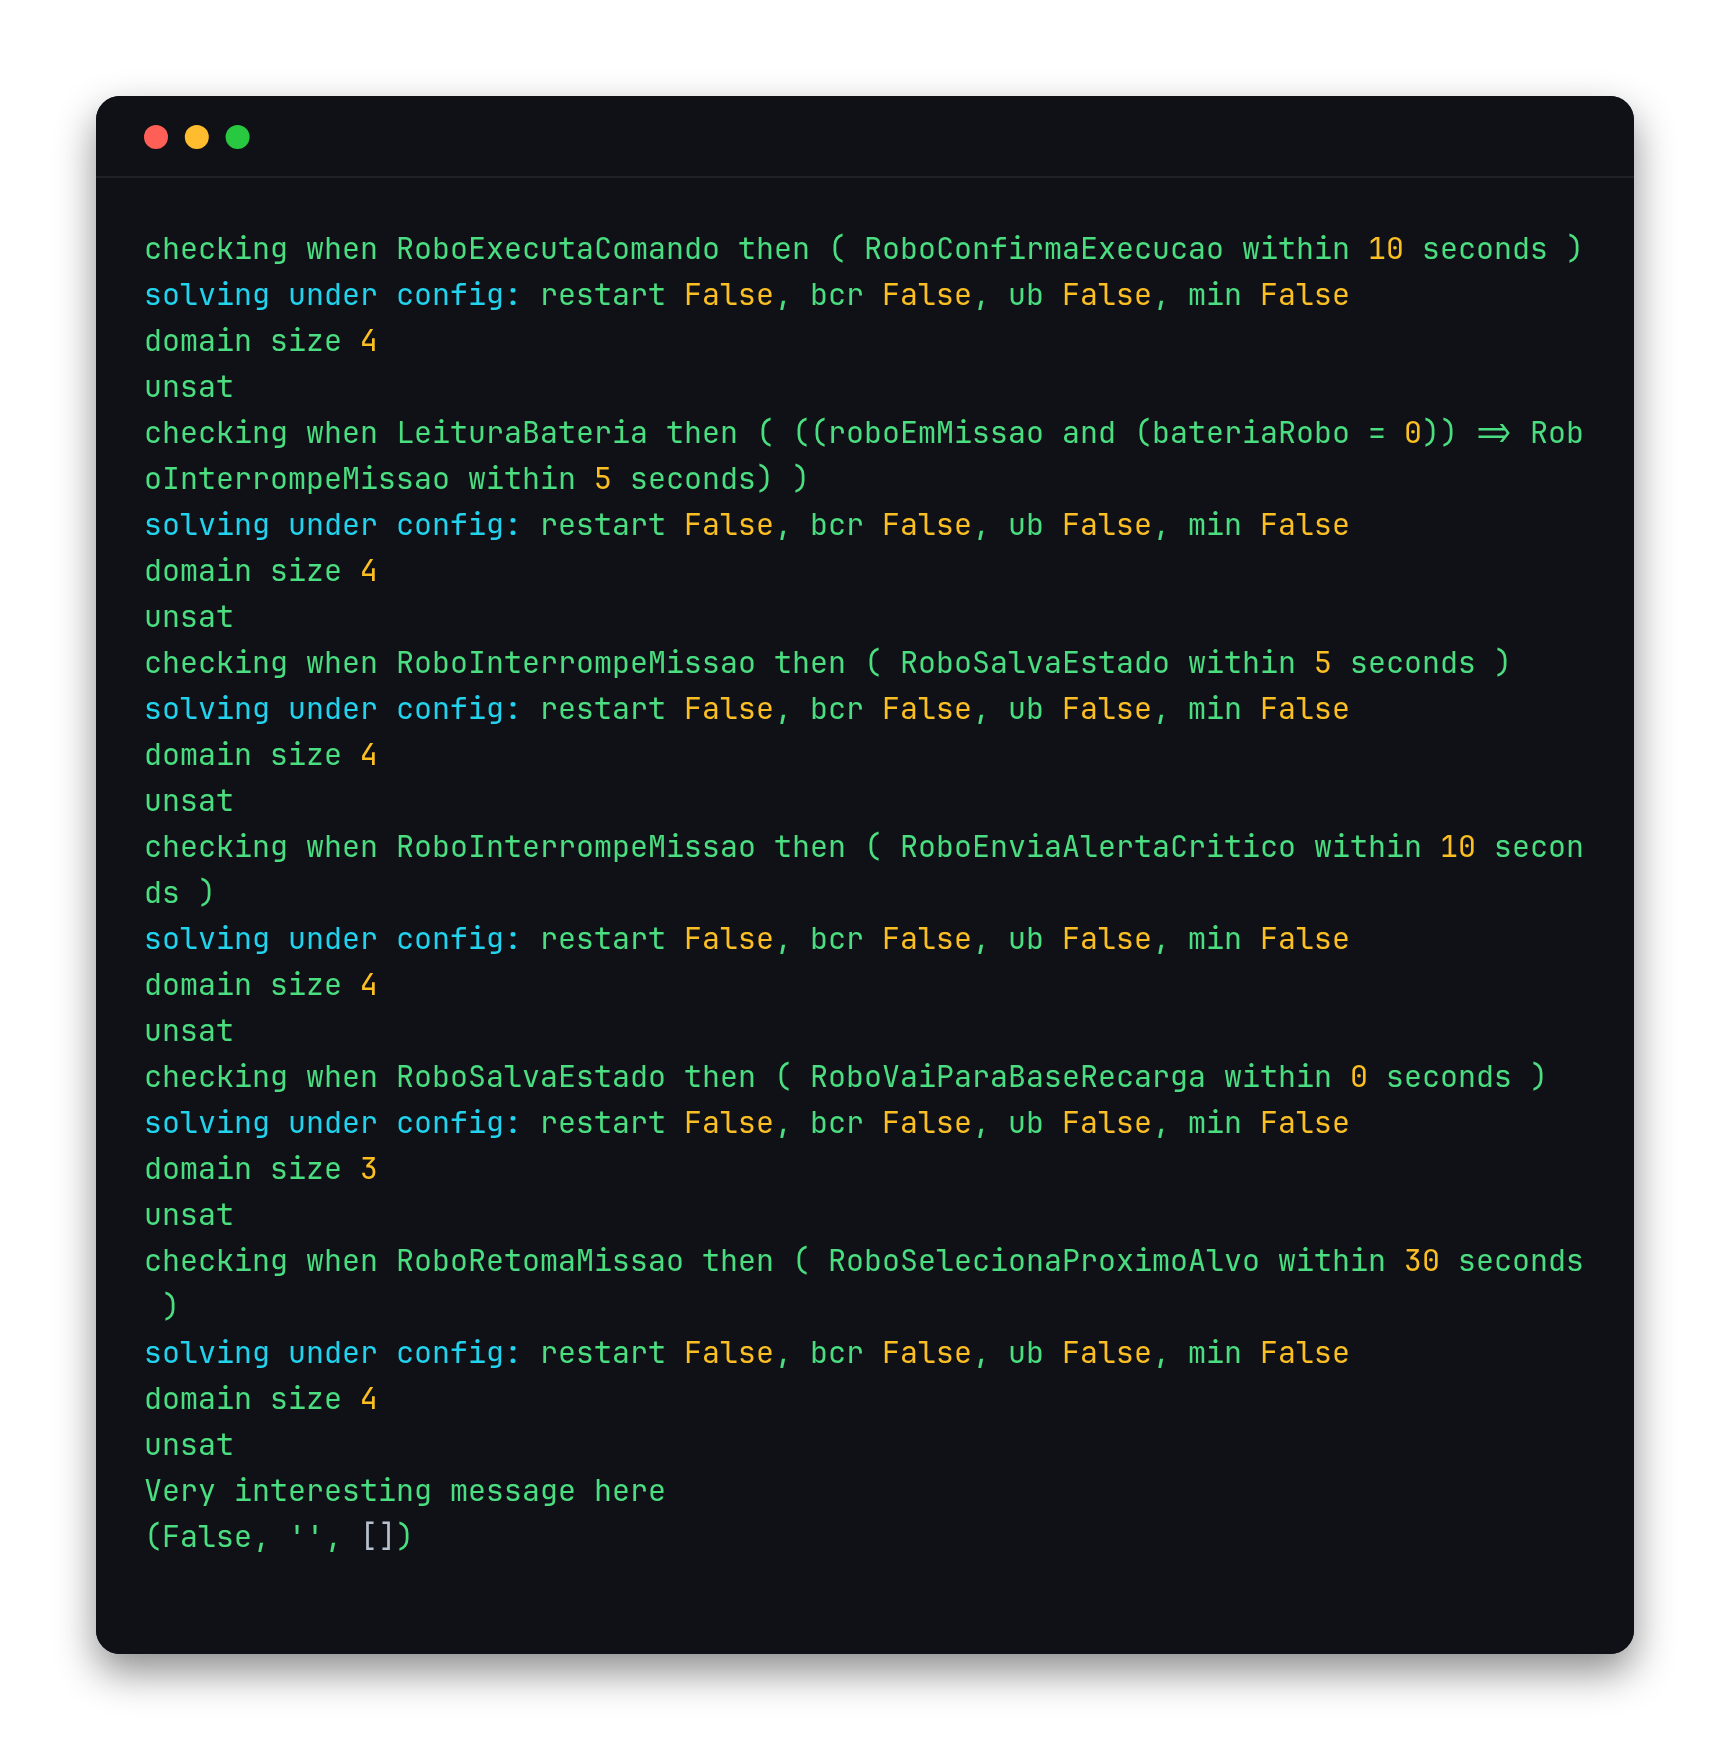 checking when RoboExecutaComando then ( RoboConfirmaExecucao within 10 seconds )
solving under config: restart False, bcr False, ub False, min False
domain size 4
unsat
checking when LeituraBateria then ( ((roboEmMissao and (bateriaRobo = 0)) => Rob
oInterrompeMissao within 5 seconds) )
solving under config: restart False, bcr False, ub False, min False
domain size 4
unsat
checking when RoboInterrompeMissao then ( RoboSalvaEstado within 5 seconds )
solving under config: restart False, bcr False, ub False, min False
domain size 4
unsat
checking when RoboInterrompeMissao then ( RoboEnviaAlertaCritico within 10 secon
ds )
solving under config: restart False, bcr False, ub False, min False
domain size 4
unsat
checking when RoboSalvaEstado then ( RoboVaiParaBaseRecarga within 0 seconds )
solving under config: restart False, bcr False, ub False, min False
domain size 3
unsat
checking when RoboRetomaMissao then ( RoboSelecionaProximoAlvo within 30 seconds
 )
solving under config: restart False, bcr False, ub False, min False
domain size 4
unsat
Very interesting message here
(False, '', [])